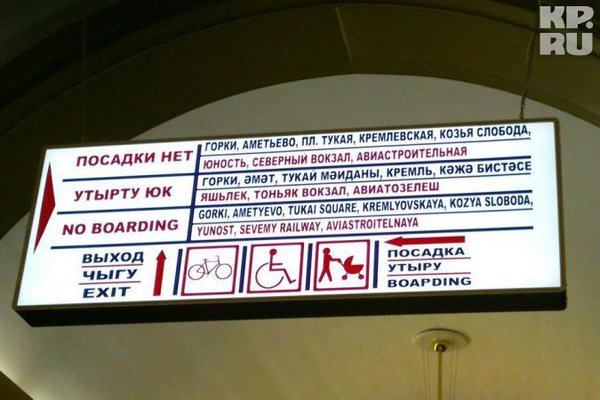 KP.
RU
ПОСАДКИ НЕТ
ГОРКИ, АМЕТЬЕВО, ПЛ. ТУКАЯ, КРЕМЛЕВСКАЯ, КОЗЬЯ СЛОБОДА,
ЮНОСТЬ, СЕВЕРНЫЙ ВОКЗАЛ, АВИАСТРОИТЕЛЬНАЯ
УТЫРТУ ЮК
ГОРКИ, ӘМӘТ, ТУКАЙ МӘЙДАНЫ, КРЕМЛЬ, КӘҖӘ БИСТӘСЕ
ЯШЬЛЕК, ТОНЬЯК ВОКЗАЛ, АВИАТОЗЕЛЕШ
NO BOARDING
GORKI, AMETYEVO, TUKAI SQUARE, KREMLYOVSKAYA, KOZYA SLOBODA,
YUNOST, SEVEMY RAILWAY, AVIASTROITELNAYA
ВЫХОД
ЧЫГУ
EXIT
ПОСАДКА
УТЫРУ
BOAPDING